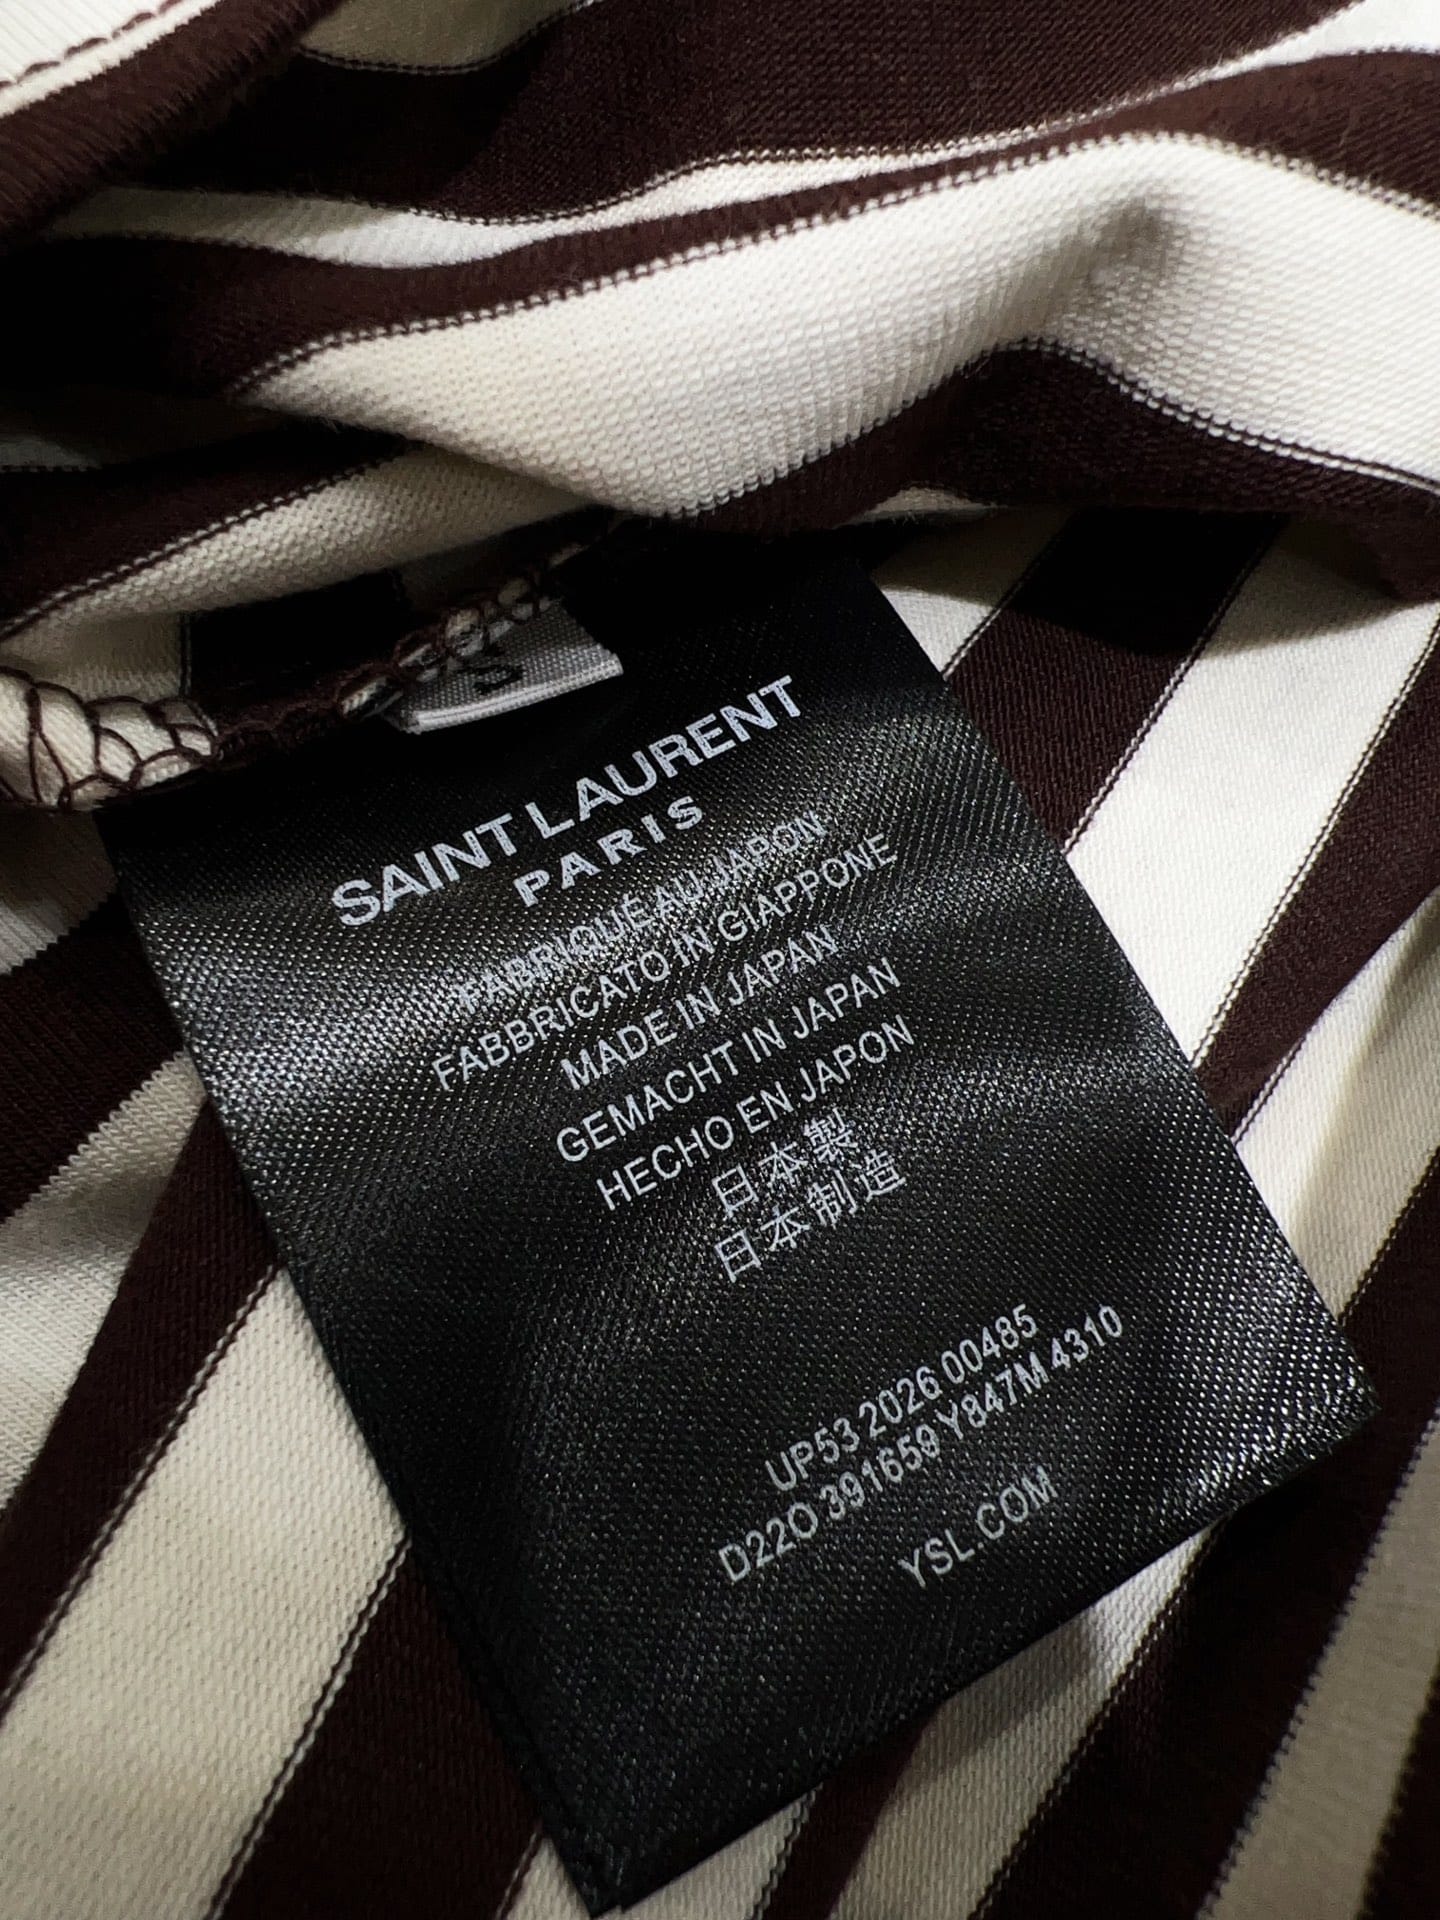 S
SAINT LAURENT
PARIS
FABRIQUE AU JAPON
FABBRICATO IN GIAPPONE
MADE IN JAPAN
GEMACHT IN JAPAN
HECHO EN JAPON
日本製
日本制造
UP53 2026 00485
D22O 391659 Y847M 4310
YSL.COM